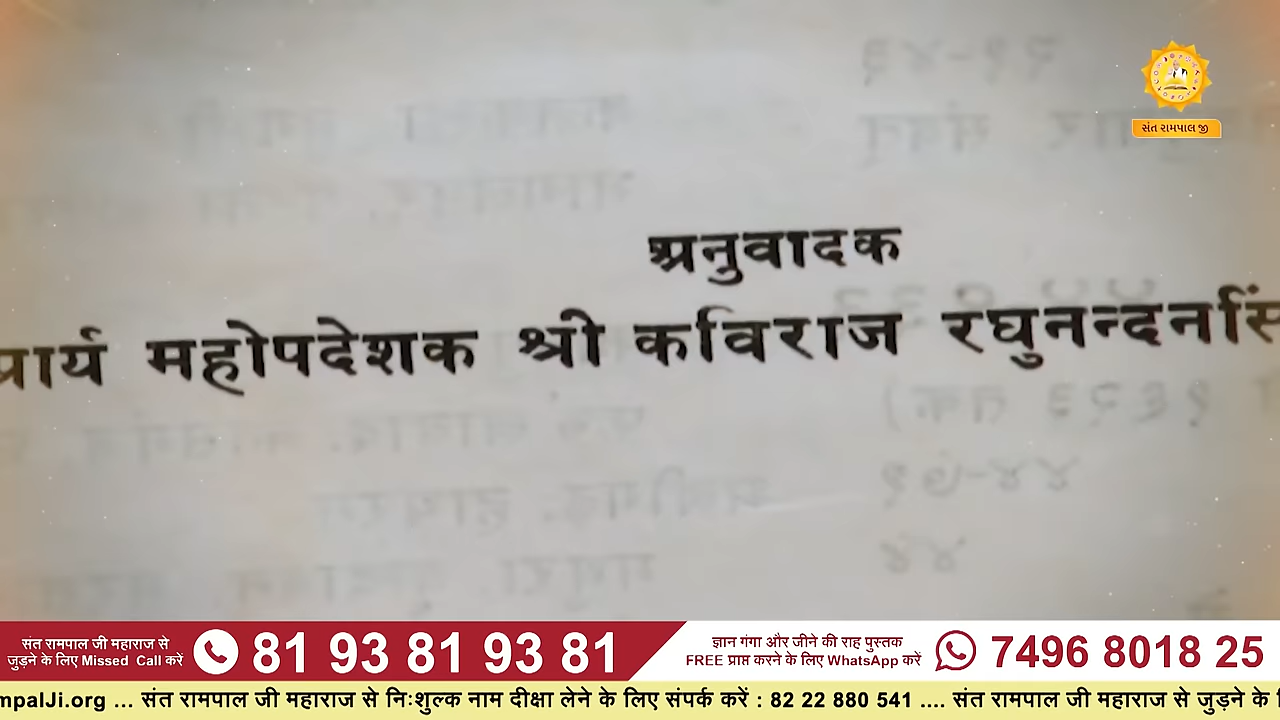 સંત રામપાલ જી
अनुवादक
आर्य महोपदेशक श्री कविराज रघुनन्दनसिं
संत रामपाल जी महाराज से
जुड़ने के लिए Missed Call करें
81 93 81 93 81
ज्ञान गंगा और जीने की राह पुस्तक
FREE प्राप्त करने के लिए WhatsApp करें
7496 8018 25
mpalJi.org ... संत रामपाल जी महाराज से निःशुल्क नाम दीक्षा लेने के लिए संपर्क करें : 82 22 880 541 .... संत रामपाल जी महाराज से जुड़ने के